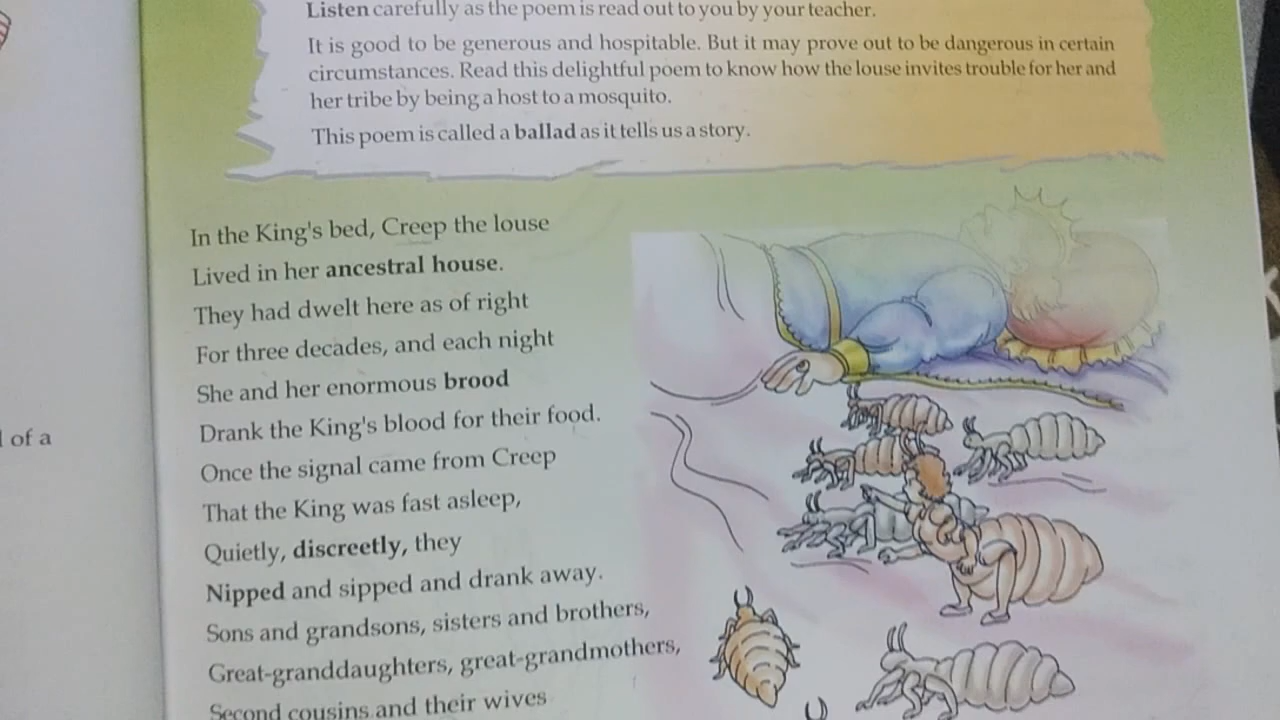 Listen carefully as the poem is read out to you by your teacher.
It is good to be generous and hospitable. But it may prove out to be dangerous in certain
circumstances. Read this delightful poem to know how the louse invites trouble for her and
her tribe by being a host to a mosquito.
This poem is called a ballad as it tells us a story.
In the King's bed, Creep the louse
Lived in her ancestral house.
They had dwelt here as of right
For three decades, and each night
She and her enormous brood
Drank the King's blood for their food.
Once the signal came from Creep
That the King was fast asleep,
Quietly, discreetly, they
Nipped and sipped and drank away.
Sons and grandsons, sisters and brothers,
Great-granddaughters, great-grandmothers,
Second cousins and their wives
of a